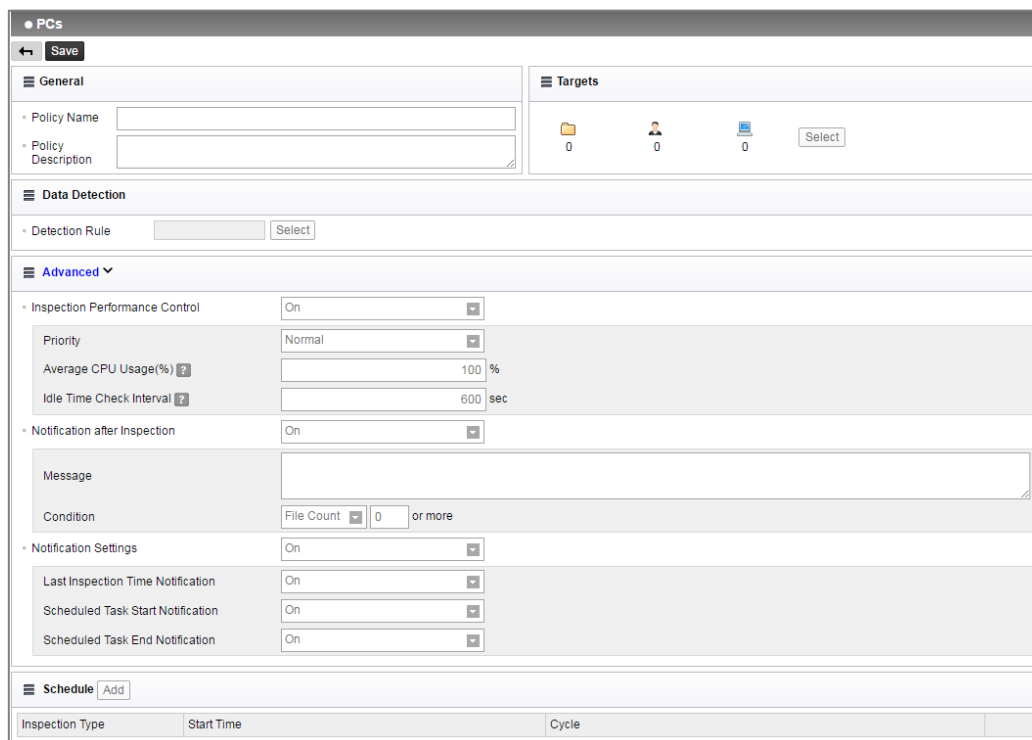 PCs
Save
General
Policy Name
Policy
Description
Targets
0 0 0 Select
Data Detection
Detection Rule Select
Advanced
Inspection Performance Control On
Priority Normal
Average CPU Usage(%) ? 100 %
Idle Time Check Interval ? 600 sec
Notification after Inspection On
Message
Condition File Count 0 or more
Notification Settings On
Last Inspection Time Notification On
Scheduled Task Start Notification On
Scheduled Task End Notification On
Schedule Add
Inspection Type Start Time Cycle